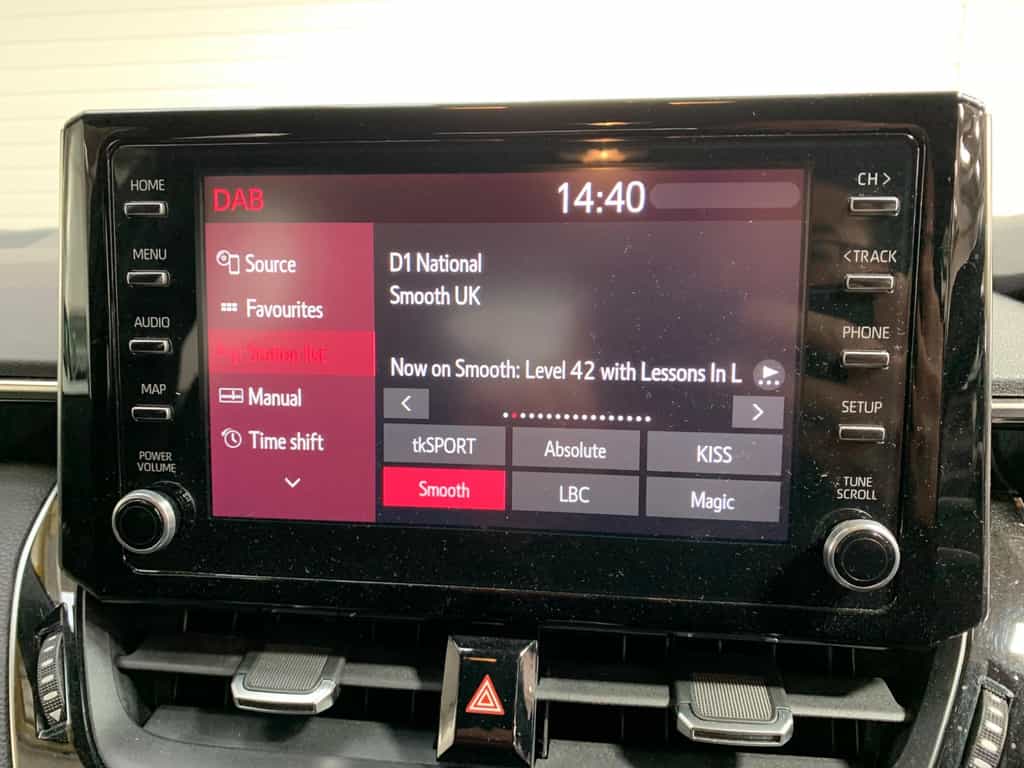 HOME
MENU
AUDIO
MAP
POWER
VOLUME
DAB
14:40
Source
Favourites
Station list
Manual
Time shift
D1 National
Smooth UK
Now on Smooth: Level 42 with Lessons In L
tkSPORT
Absolute
KISS
Smooth
LBC
Magic
CH >
< TRACK
PHONE
SETUP
TUNE
SCROLL